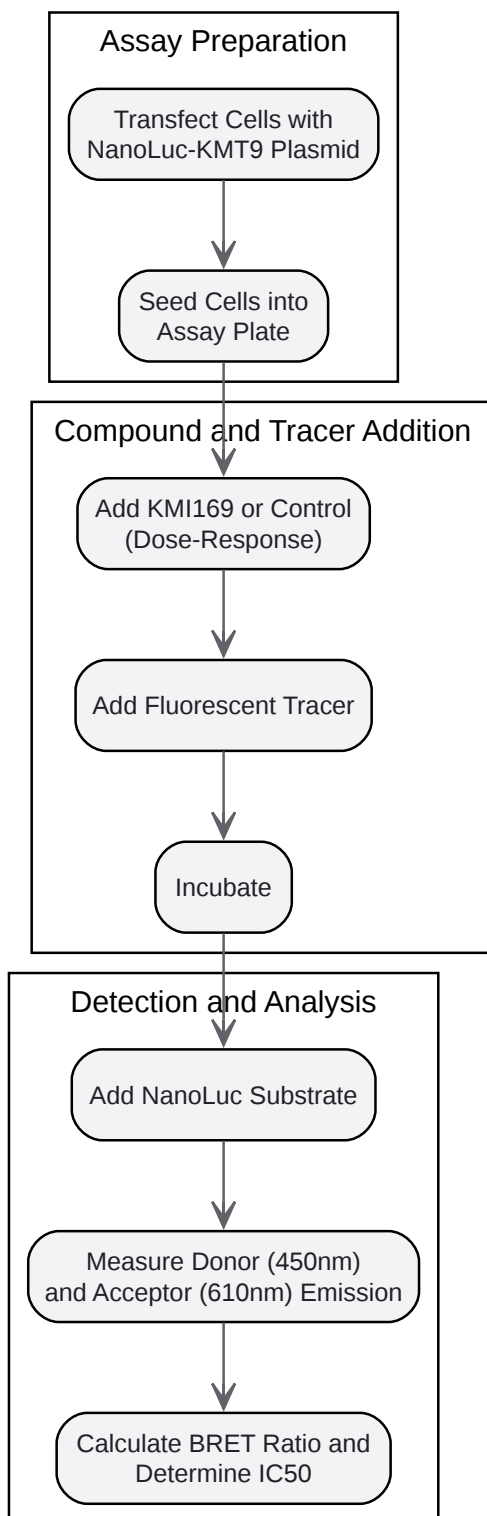 Assay Preparation
Transfect Cells with
NanoLuc-KMT9 Plasmid
Seed Cells into
Assay Plate
Compound and Tracer Addition
Add KMI169 or Control
(Dose-Response)
Add Fluorescent Tracer
Incubate
Detection and Analysis
Add NanoLuc Substrate
Measure Donor (450nm)
and Acceptor (610nm) Emission
Calculate BRET Ratio and
Determine IC50